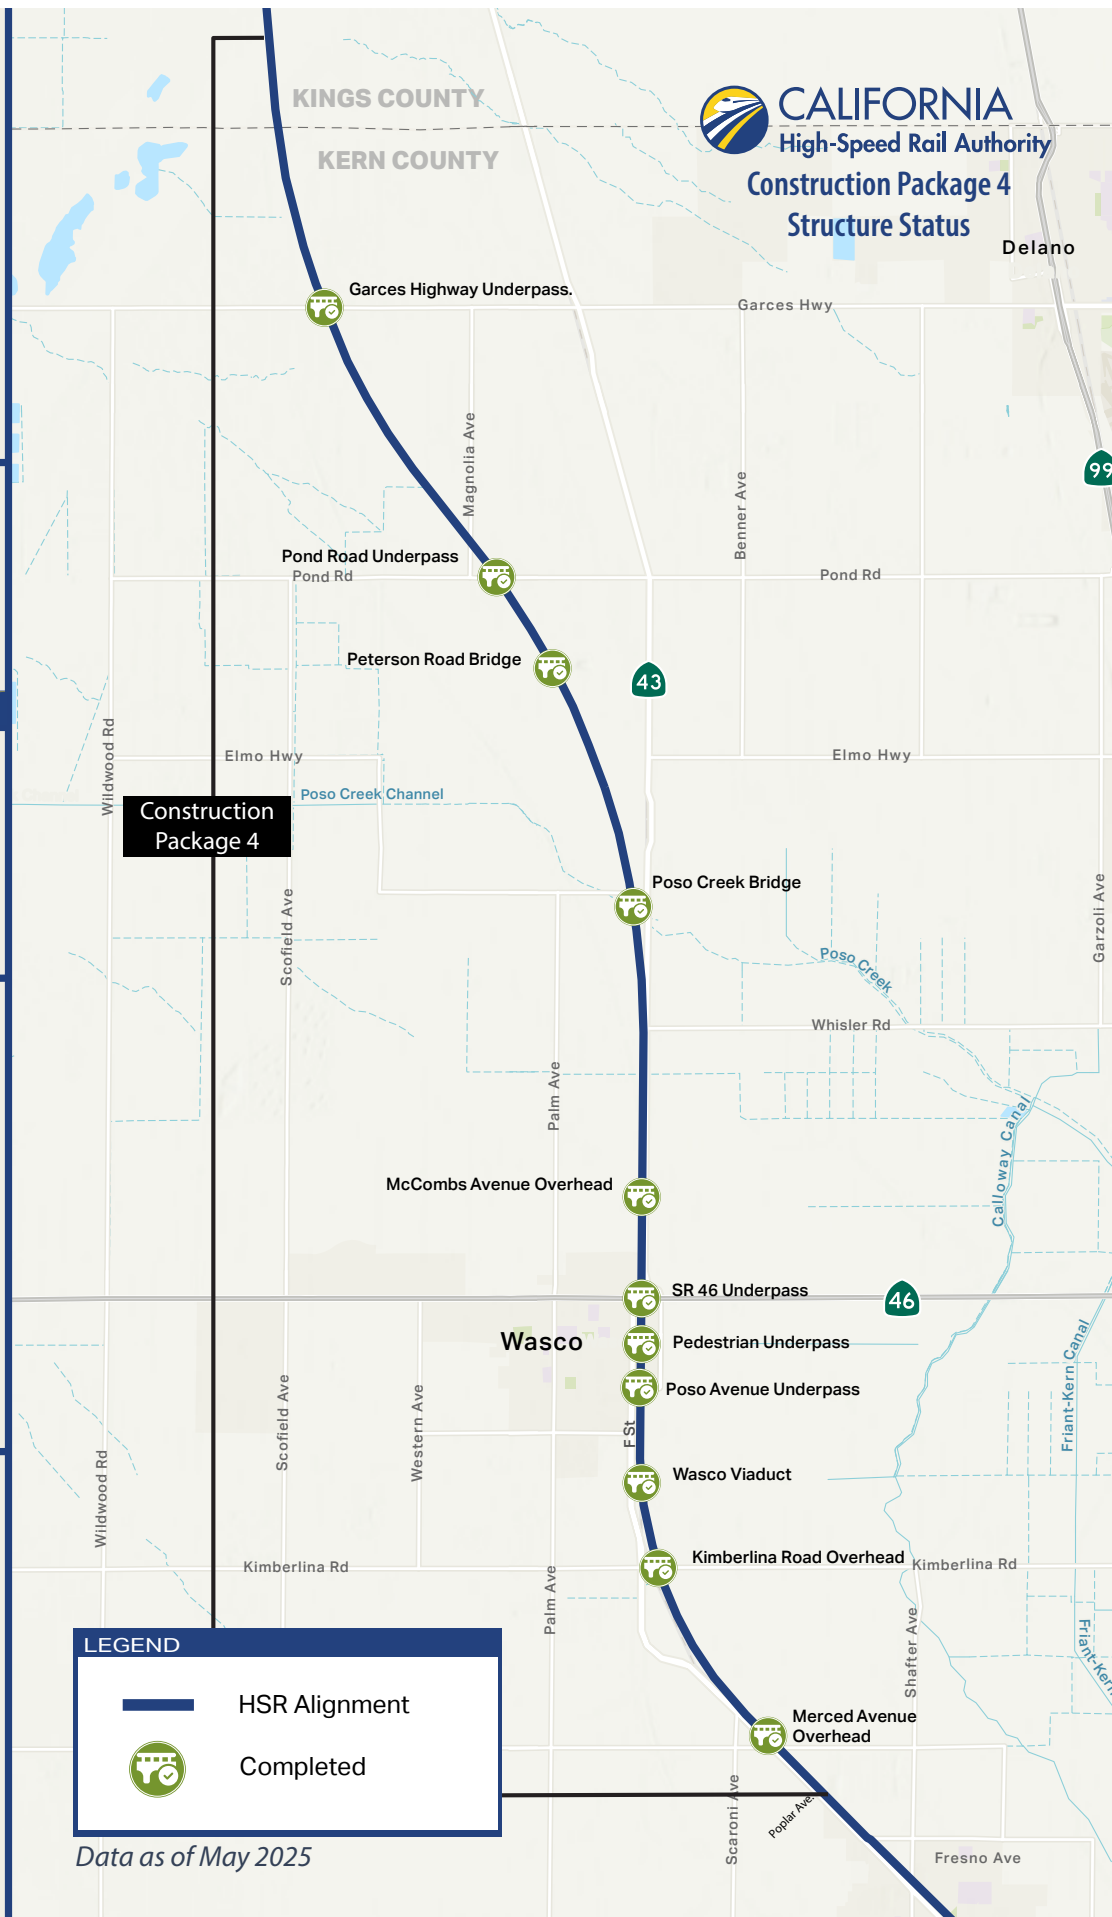 KINGS COUNTY
KERN COUNTY
CALIFORNIA
High-Speed Rail Authority
Construction Package 4
Structure Status
Delano
Garces Highway Underpass.
Garces Hwy
Magnolia Ave
Benner Ave
99
Pond Road Underpass
Pond Rd
Pond Rd
Peterson Road Bridge
43
Wildwood Rd
Elmo Hwy
Elmo Hwy
Poso Creek Channel
Construction
Package 4
Poso Creek Bridge
Scofield Ave
Garzoli Ave
Poso Creek
Whisler Rd
Palm Ave
Calloway Canal
McCombs Avenue Overhead
SR 46 Underpass
46
Wasco
Pedestrian Underpass
Friant-Kern Canal
Poso Avenue Underpass
Scofield Ave
Western Ave
F St
Wildwood Rd
Wasco Viaduct
Kimberlina Road Overhead
Kimberlina Rd
Kimberlina Rd
Palm Ave
Shafter Ave
Friant-Kern
LEGEND
HSR Alignment
Completed
Merced Avenue
Overhead
Scaroni Ave
Poplar Ave.
Fresno Ave
Data as of May 2025